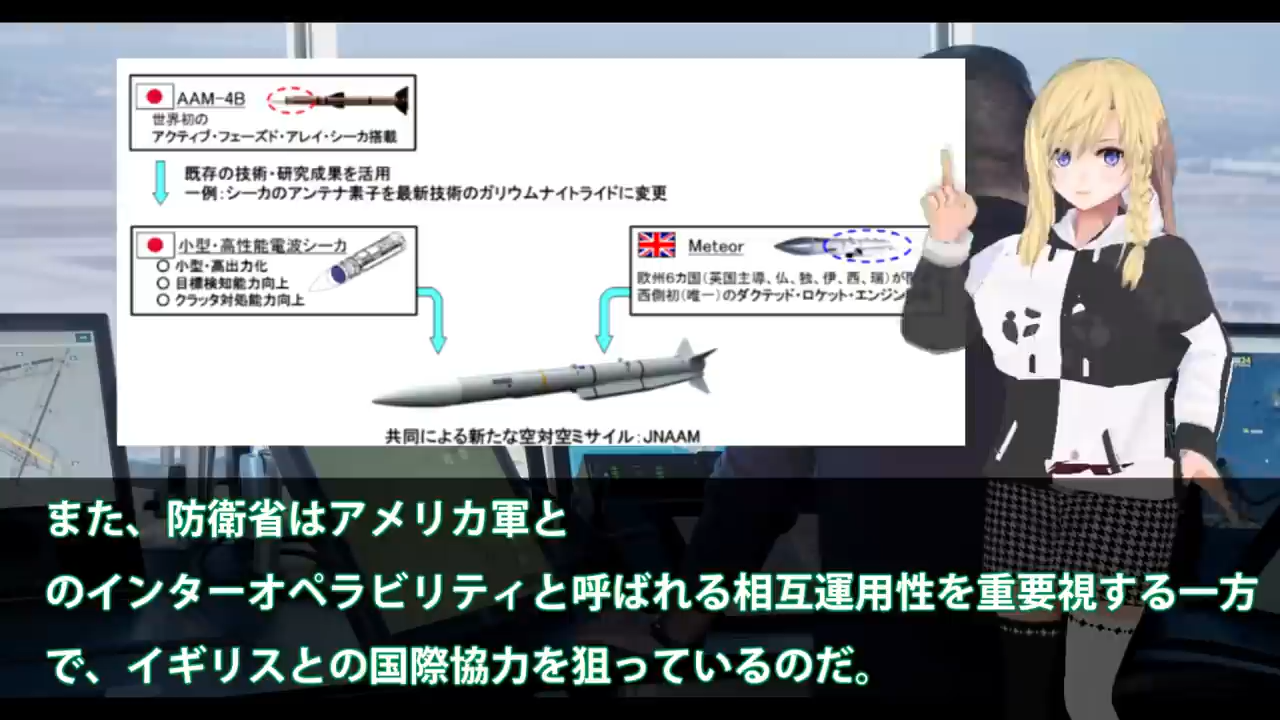 AAM-4B
世界初の
アクティブ・フェーズド・アレイ・シーカ搭載
既存の技術・研究成果を活用
一例:シーカのアンテナ素子を最新技術のガリウムナイトライドに変更
小型・高性能電波シーカ
○ 小型・高出力化
○ 目標検知能力向上
○ クラッタ対処能力向上
Meteor
欧州6カ国(英国主導、仏、独、伊、西、瑞)が
西側初(唯一)のダクテッド・ロケット・エンジン
共同による新たな空対空ミサイル:JNAAM
また、防衛省はアメリカ軍と
のインターオペラビリティと呼ばれる相互運用性を重要視する一方
で、イギリスとの国際協力を狙っているのだ。